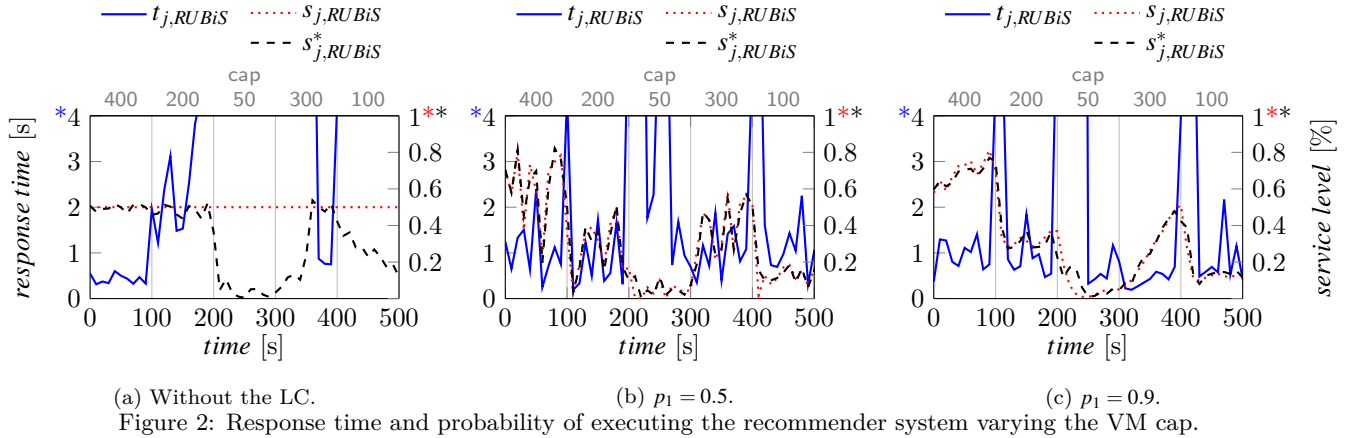 t_{j,RUBiS} s_{j,RUBiS}
s^*_{j,RUBiS}
cap
400 200 50 300 100
* 4 1**
3 0.8
2 0.6
1 0.4
0 0.2
0 100 200 300 400 500
response time [s]
time [s]
(a) Without the LC.
t_{j,RUBiS} s_{j,RUBiS}
s^*_{j,RUBiS}
cap
400 200 50 300 100
* 4 1**
3 0.8
2 0.6
1 0.4
0 0.2
0 100 200 300 400 500
time [s]
(b) p_1 = 0.5.
t_{j,RUBiS} s_{j,RUBiS}
s^*_{j,RUBiS}
cap
400 200 50 300 100
* 4 1**
3 0.8
2 0.6
1 0.4
0 0.2
0 100 200 300 400 500
service level [%]
time [s]
(c) p_1 = 0.9.
Figure 2: Response time and probability of executing the recommender system varying the VM cap.